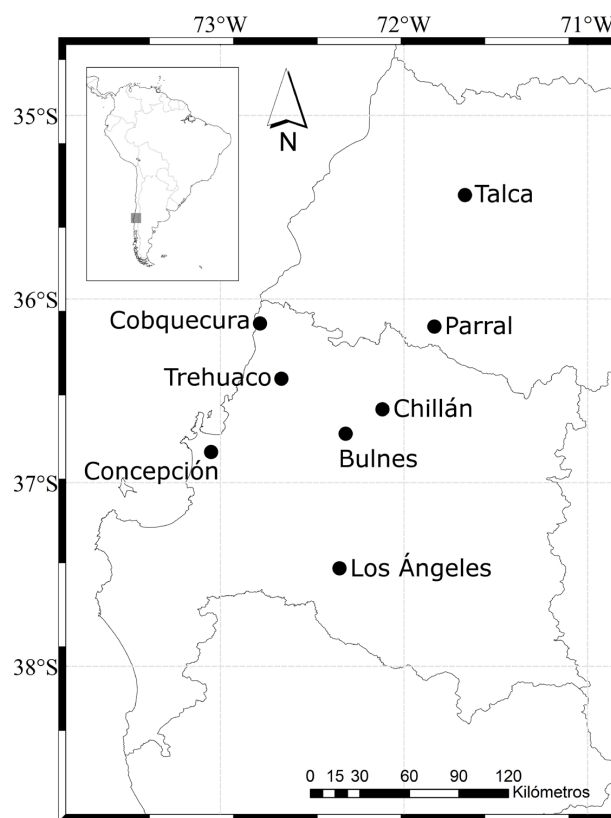 73°W 72°W 71°W
35°S
N
Talca
36°S
Cobquecura
Parral
Trehuaco
Chillán
Bulnes
Concepción
37°S
Los Ángeles
38°S
0 15 30 60 90 120
Kilómetros